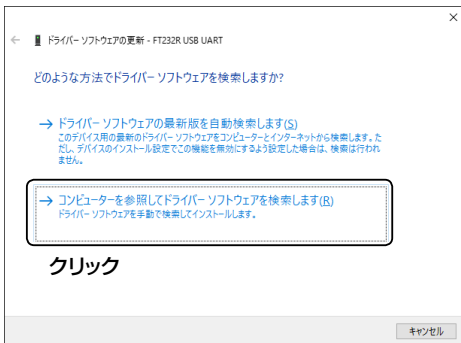 ドライバー ソフトウェアの更新 - FT232R USB UART
どのような方法でドライバー ソフトウェアを検索しますか?
→ ドライバー ソフトウェアの最新版を自動検索します(S)
このデバイス用の最新のドライバー ソフトウェアをコンピューターとインターネットから検索します。た
だし、デバイスのインストール設定でこの機能を無効にするよう設定した場合は、検索は行われ
ません。
→ コンピューターを参照してドライバー ソフトウェアを検索します(R)
ドライバー ソフトウェアを手動で検索してインストールします。
クリック
キャンセル